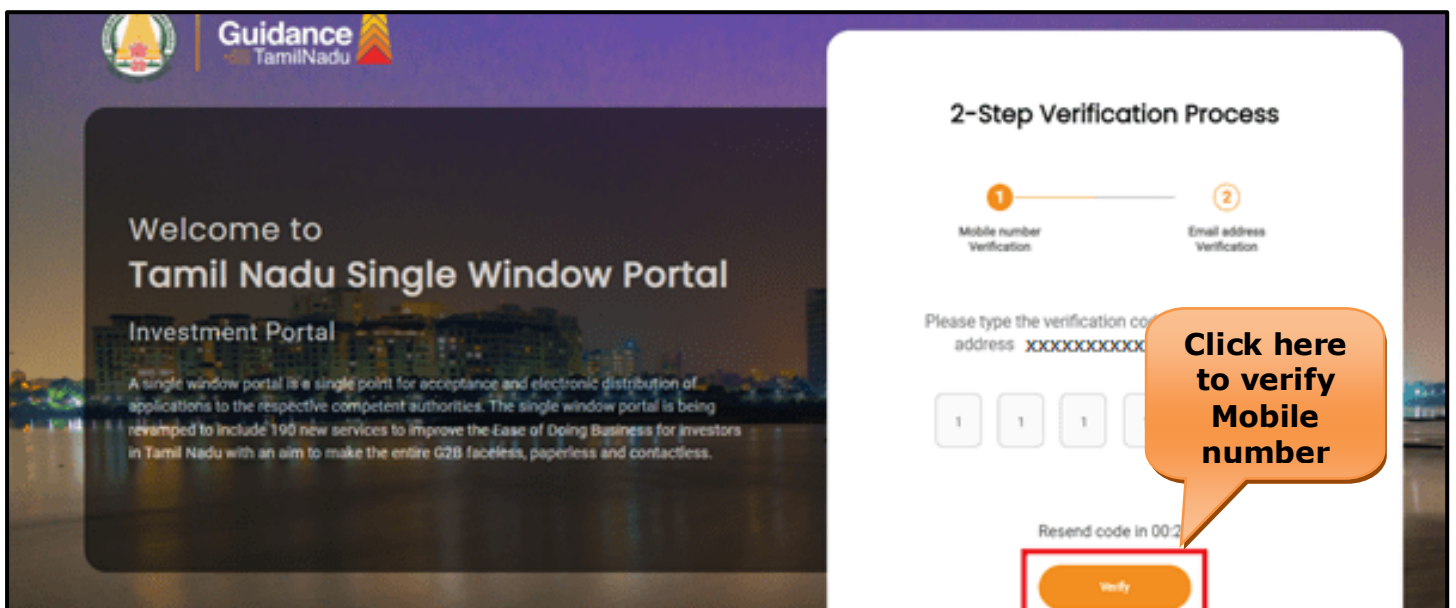 Guidance
TamilNadu
Welcome to
Tamil Nadu Single Window Portal
Investment Portal
A single window portal is a single point for acceptance and electronic distribution of
applications to the respective competent authorities. The single window portal is being
revamped to include 190 new services to improve the Ease of Doing Business for investors
in Tamil Nadu with an aim to make the entire G2B faceless, paperless and contactless.
2-Step Verification Process
1
2
Mobile number
Verification
Email address
Verification
Please type the verification
address xxxxxxxxxx
1 1 1
Resend code in 00:2
Verify
Click here
to verify
Mobile
number